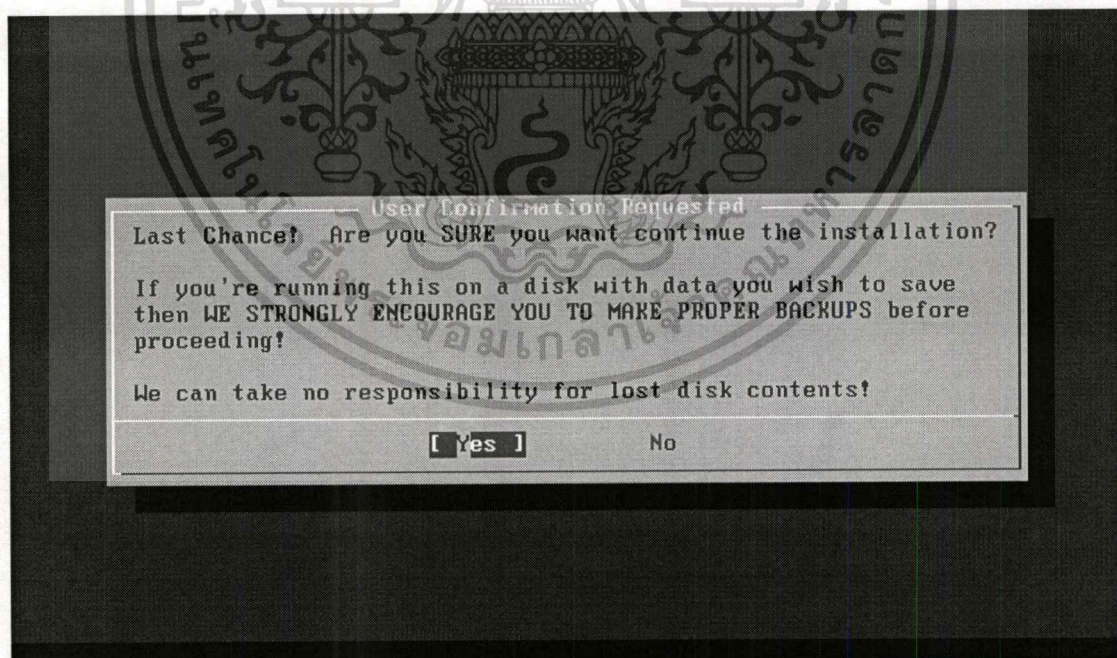 User Confirmation Requested
Last Chance! Are you SURE you want continue the installation?
If you're running this on a disk with data you wish to save
then WE STRONGLY ENCOURAGE YOU TO MAKE PROPER BACKUPS before
proceeding!
We can take no responsibility for lost disk contents!
[ Yes ] No